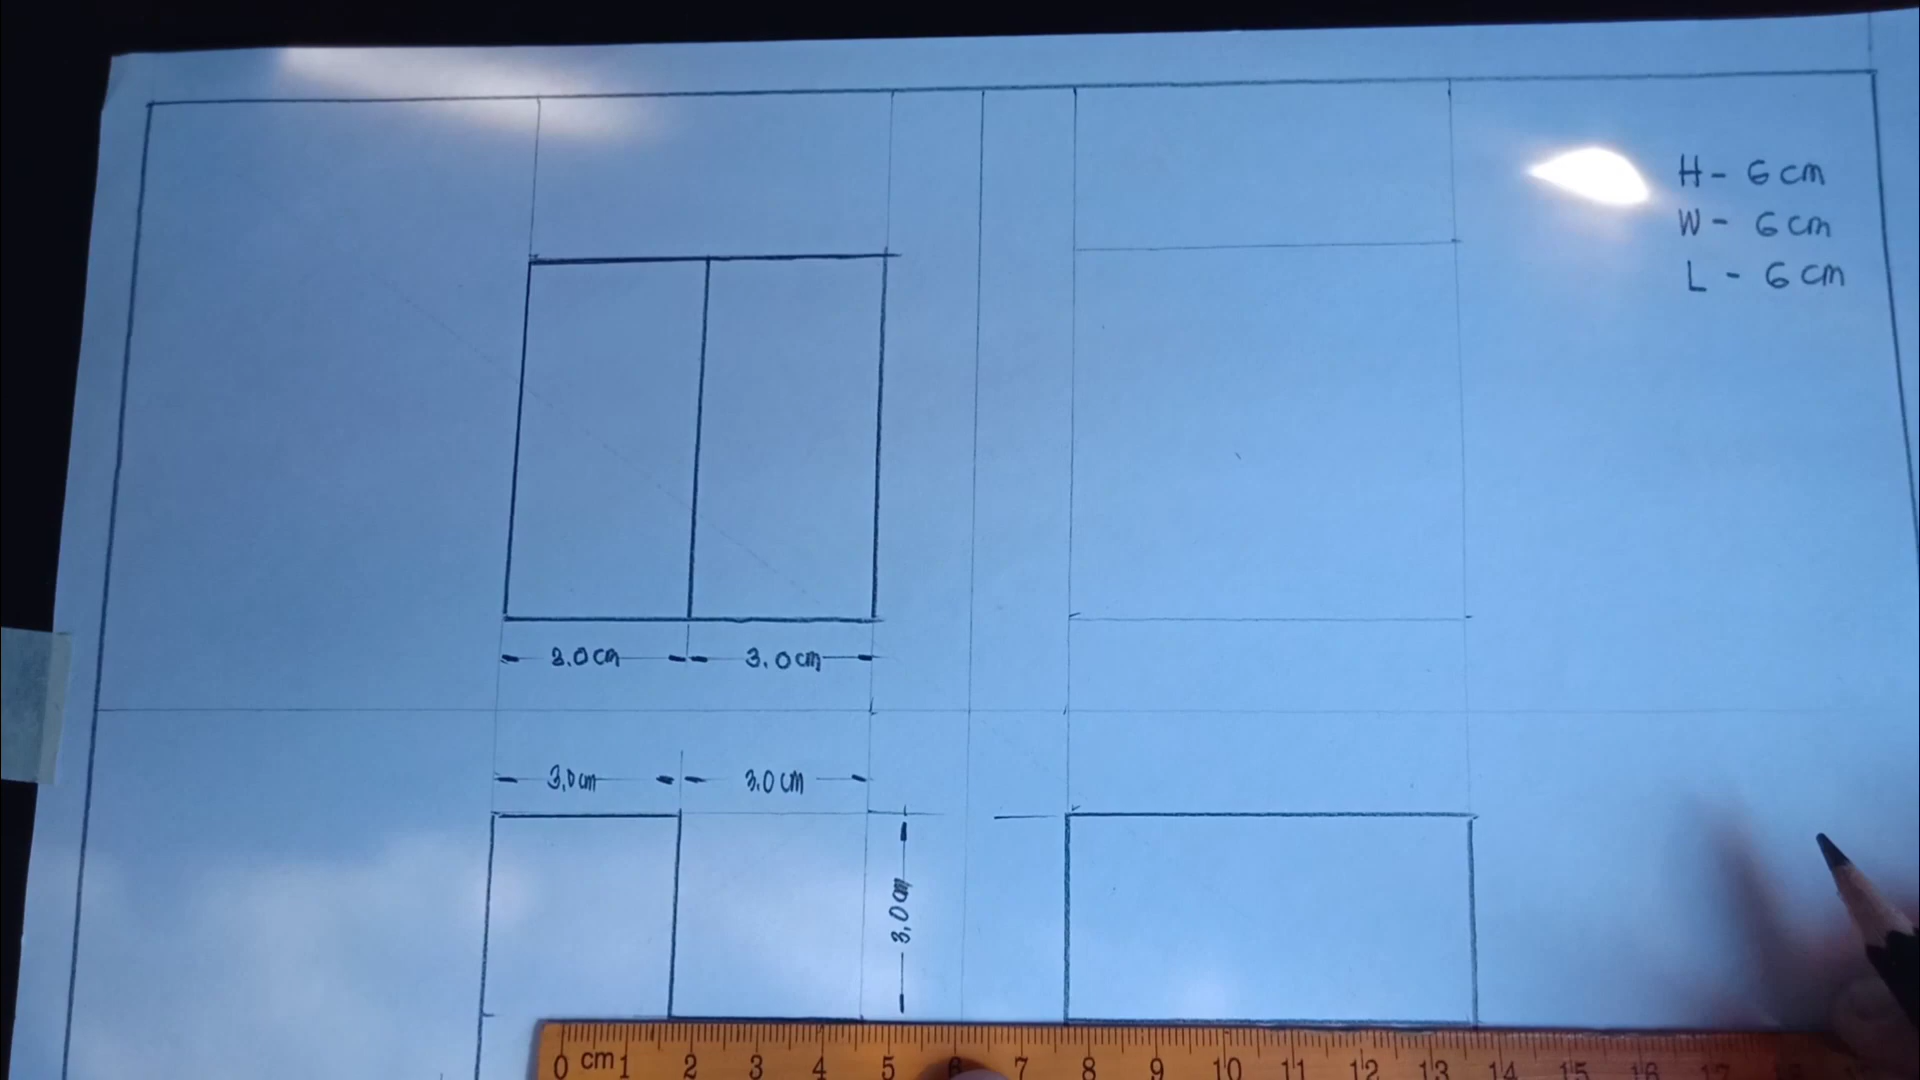 H - 6 cm
W - 6 cm
L - 6 cm
3.0 cm 3.0 cm
3.0 cm 3.0 cm
3.0 cm
0 cm 1 2 3 4 5 6 7 8 9 10 11 12 13 14 15 16 17